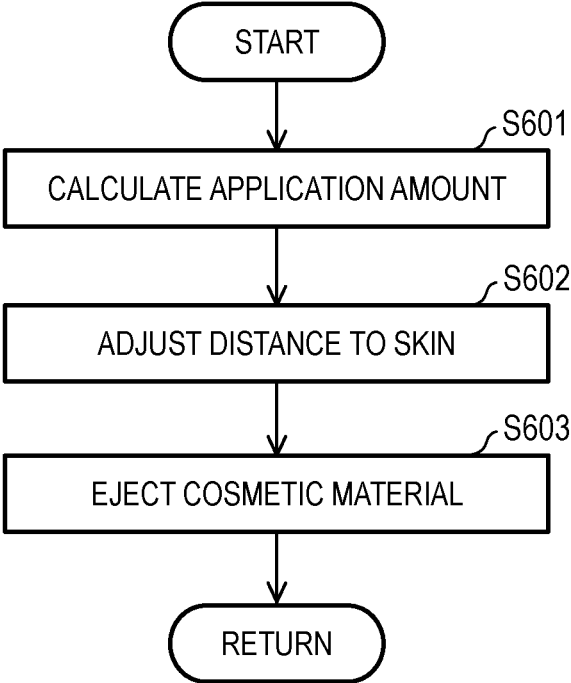 START
S601
CALCULATE APPLICATION AMOUNT
S602
ADJUST DISTANCE TO SKIN
S603
EJECT COSMETIC MATERIAL
RETURN